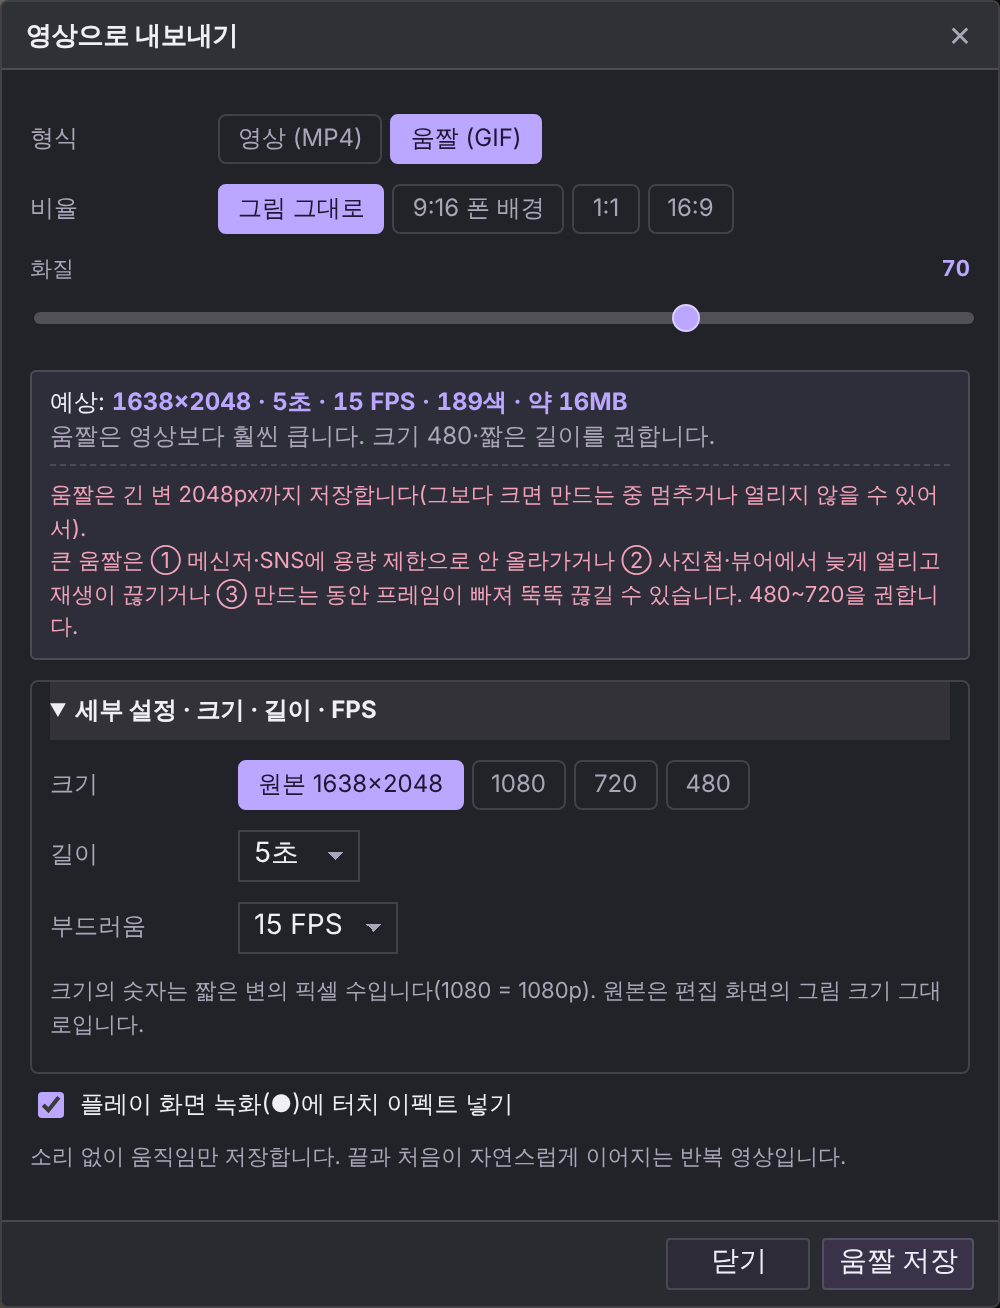 영상으로 내보내기 ✕
형식 영상 (MP4) 움짤 (GIF)
비율 그림 그대로 9:16 폰 배경 1:1 16:9
화질 70
예상: 1638×2048 · 5초 · 15 FPS · 189색 · 약 16MB
움짤은 영상보다 훨씬 큽니다. 크기 480·짧은 길이를 권합니다.
움짤은 긴 변 2048px까지 저장합니다(그보다 크면 만드는 중 멈추거나 열리지 않을 수 있어
서).
큰 움짤은 ① 메신저·SNS에 용량 제한으로 안 올라가거나 ② 사진첩·뷰어에서 늦게 열리고
재생이 끊기거나 ③ 만드는 동안 프레임이 빠져 뚝뚝 끊길 수 있습니다. 480~720을 권합니
다.
▼ 세부 설정 · 크기 · 길이 · FPS
크기 원본 1638×2048 1080 720 480
길이 5초
부드러움 15 FPS
크기의 숫자는 짧은 변의 픽셀 수입니다(1080 = 1080p). 원본은 편집 화면의 그림 크기 그대
로입니다.
플레이 화면 녹화(●)에 터치 이펙트 넣기
소리 없이 움직임만 저장합니다. 끝과 처음이 자연스럽게 이어지는 반복 영상입니다.
닫기 움짤 저장